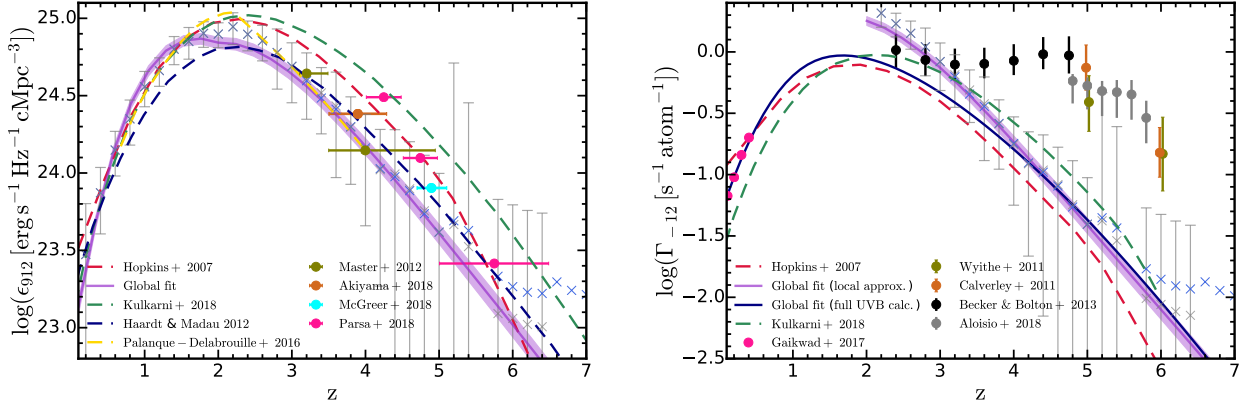 log(ϵ912 [erg s−1 Hz−1 cMpc−3])
25.0
24.5
24.0
23.5
23.0
Hopkins+ 2007
Global fit
Kulkarni+ 2018
Haardt & Madau 2012
Palanque−Delabrouille+ 2016
Master+ 2012
Akiyama+ 2018
McGreer+ 2018
Parsa+ 2018
1 2 3 4 5 6 7
z
log(Γ−12 [s−1 atom−1])
0.0
−0.5
−1.0
−1.5
−2.0
−2.5
Hopkins+ 2007
Global fit (local approx.)
Global fit (full UVB calc.)
Kulkarni+ 2018
Gaikwad+ 2017
Wyithe+ 2011
Calverley+ 2011
Becker & Bolton+ 2013
Aloisio+ 2018
1 2 3 4 5 6 7
z